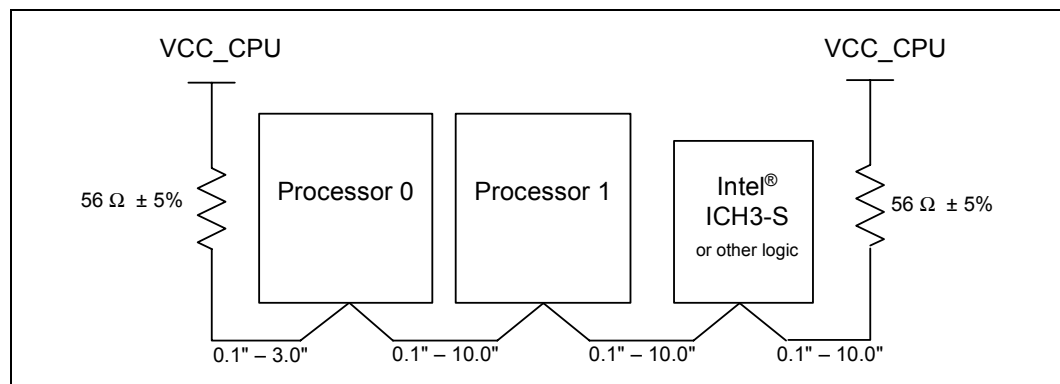 VCC_CPU
VCC_CPU
56 Ω ± 5%
Processor 0
Processor 1
Intel®
ICH3-S
or other logic
56 Ω ± 5%
0.1" – 3.0"
0.1" – 10.0"
0.1" – 10.0"
0.1" – 10.0"